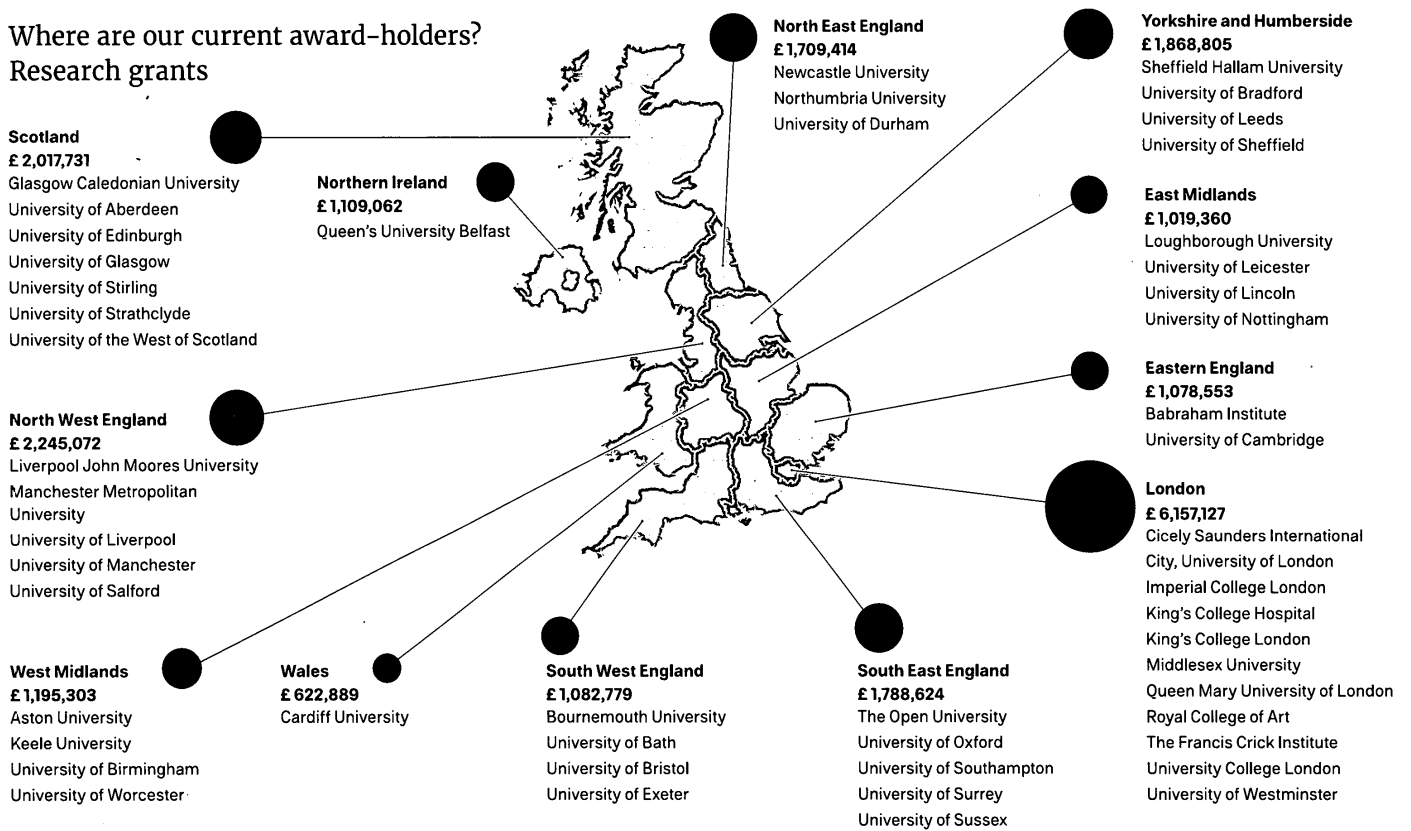 Where are our current award-holders?
Research grants
Scotland
£ 2,017,731
Glasgow Caledonian University
University of Aberdeen
University of Edinburgh
University of Glasgow
University of Stirling
University of Strathclyde
University of the West of Scotland
Northern Ireland
£ 1,109,062
Queen's University Belfast
North East England
£ 1,709,414
Newcastle University
Northumbria University
University of Durham
Yorkshire and Humberside
£ 1,868,805
Sheffield Hallam University
University of Bradford
University of Leeds
University of Sheffield
East Midlands
£ 1,019,360
Loughborough University
University of Leicester
University of Lincoln
University of Nottingham
Eastern England
£ 1,078,553
Babraham Institute
University of Cambridge
London
£ 6,157,127
Cicely Saunders International
City, University of London
Imperial College London
King's College Hospital
King's College London
Middlesex University
Queen Mary University of London
Royal College of Art
The Francis Crick Institute
University College London
University of Westminster
North West England
£ 2,245,072
Liverpool John Moores University
Manchester Metropolitan
University
University of Liverpool
University of Manchester
University of Salford
West Midlands
£ 1,195,303
Aston University
Keele University
University of Birmingham
University of Worcester
Wales
£ 622,889
Cardiff University
South West England
£ 1,082,779
Bournemouth University
University of Bath
University of Bristol
University of Exeter
South East England
£ 1,788,624
The Open University
University of Oxford
University of Southampton
University of Surrey
University of Sussex